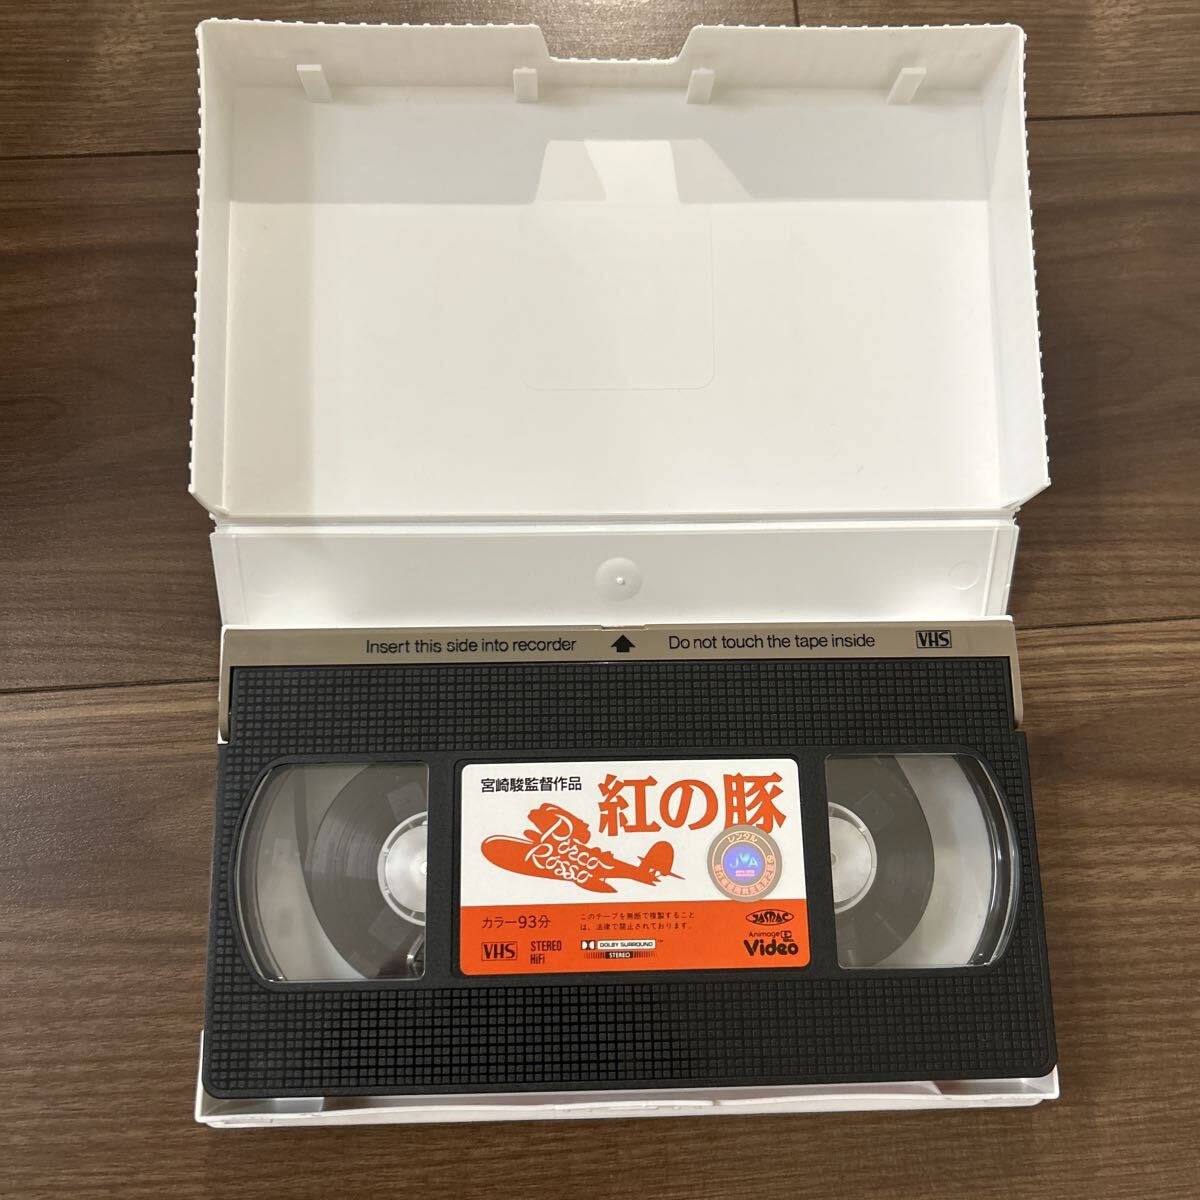 Insert this side into recorder
Do not touch the tape inside
VHS
宮崎駿監督作品
紅の豚
Porco Rosso
レンタル
JVA
カラー93分
このテープを無断で複製すること
は、法律で禁止されております。
JASRAC
VHS
STEREO
HiFi
DOLBY SURROUND
STEREO
TM
Animage
Video